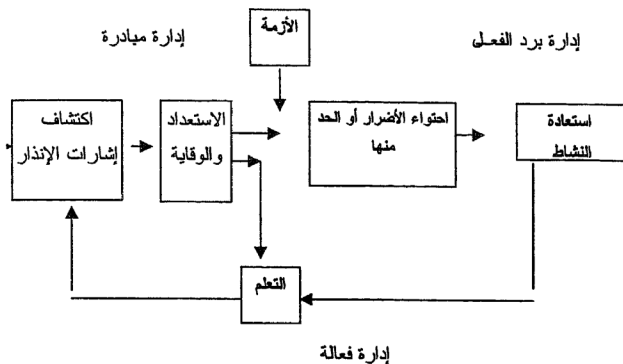 إدارة مبادرة
الأزمة
إدارة برد الفعلى
اكتشاف
إشارات الإنذار
الاستعداد
والوقاية
احتواء الأضرار أو الحد
منها
استعادة
النشاط
التعلم
إدارة فعالة